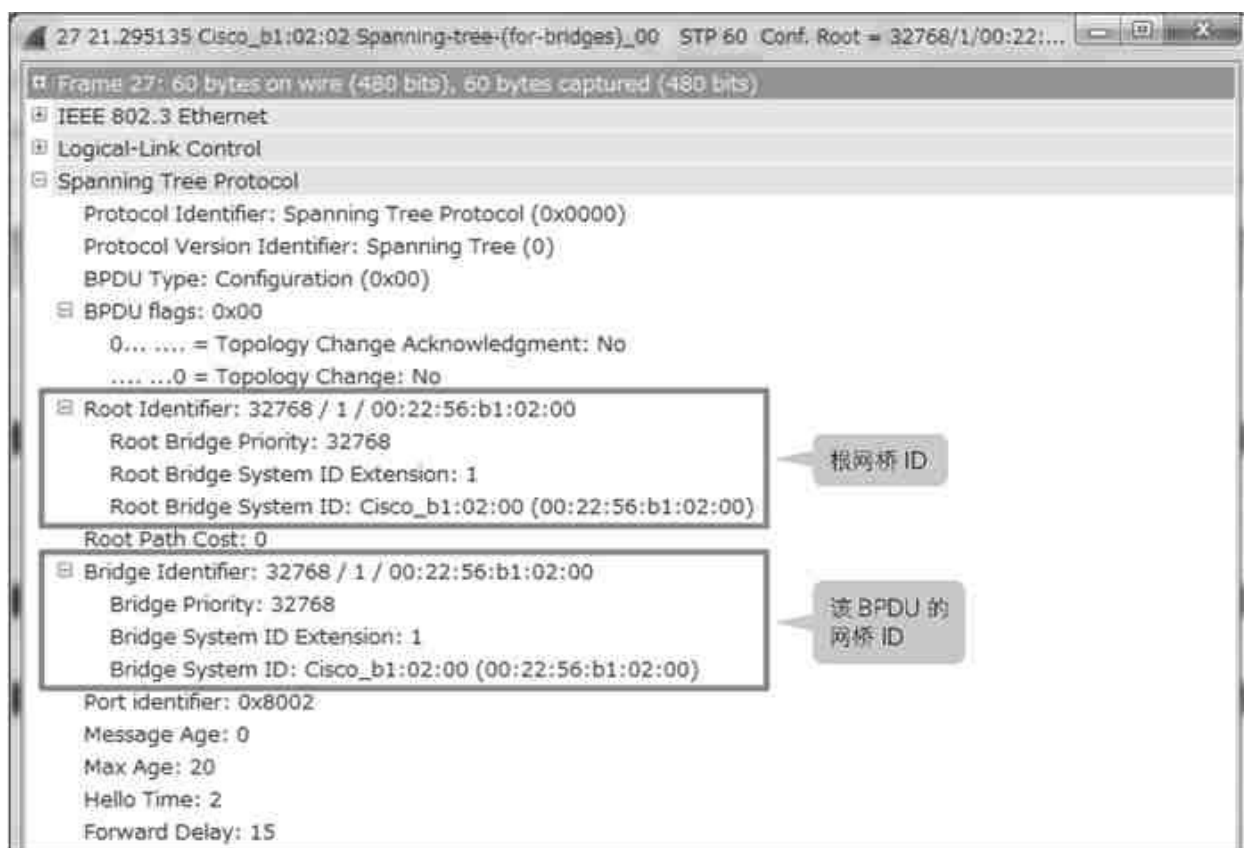 27 21.295135 Cisco_b1:02:02 Spanning-tree-(for-bridges)_00 STP 60 Conf. Root = 32768/1/00:22:...
Frame 27: 60 bytes on wire (480 bits), 60 bytes captured (480 bits)
IEEE 802.3 Ethernet
Logical-Link Control
Spanning Tree Protocol
Protocol Identifier: Spanning Tree Protocol (0x0000)
Protocol Version Identifier: Spanning Tree (0)
BPDU Type: Configuration (0x00)
BPDU flags: 0x00
0... .... = Topology Change Acknowledgment: No
.... ...0 = Topology Change: No
Root Identifier: 32768 / 1 / 00:22:56:b1:02:00
Root Bridge Priority: 32768
Root Bridge System ID Extension: 1
Root Bridge System ID: Cisco_b1:02:00 (00:22:56:b1:02:00)
根网桥 ID
Root Path Cost: 0
Bridge Identifier: 32768 / 1 / 00:22:56:b1:02:00
Bridge Priority: 32768
Bridge System ID Extension: 1
Bridge System ID: Cisco_b1:02:00 (00:22:56:b1:02:00)
该 BPDU 的
网桥 ID
Port identifier: 0x8002
Message Age: 0
Max Age: 20
Hello Time: 2
Forward Delay: 15